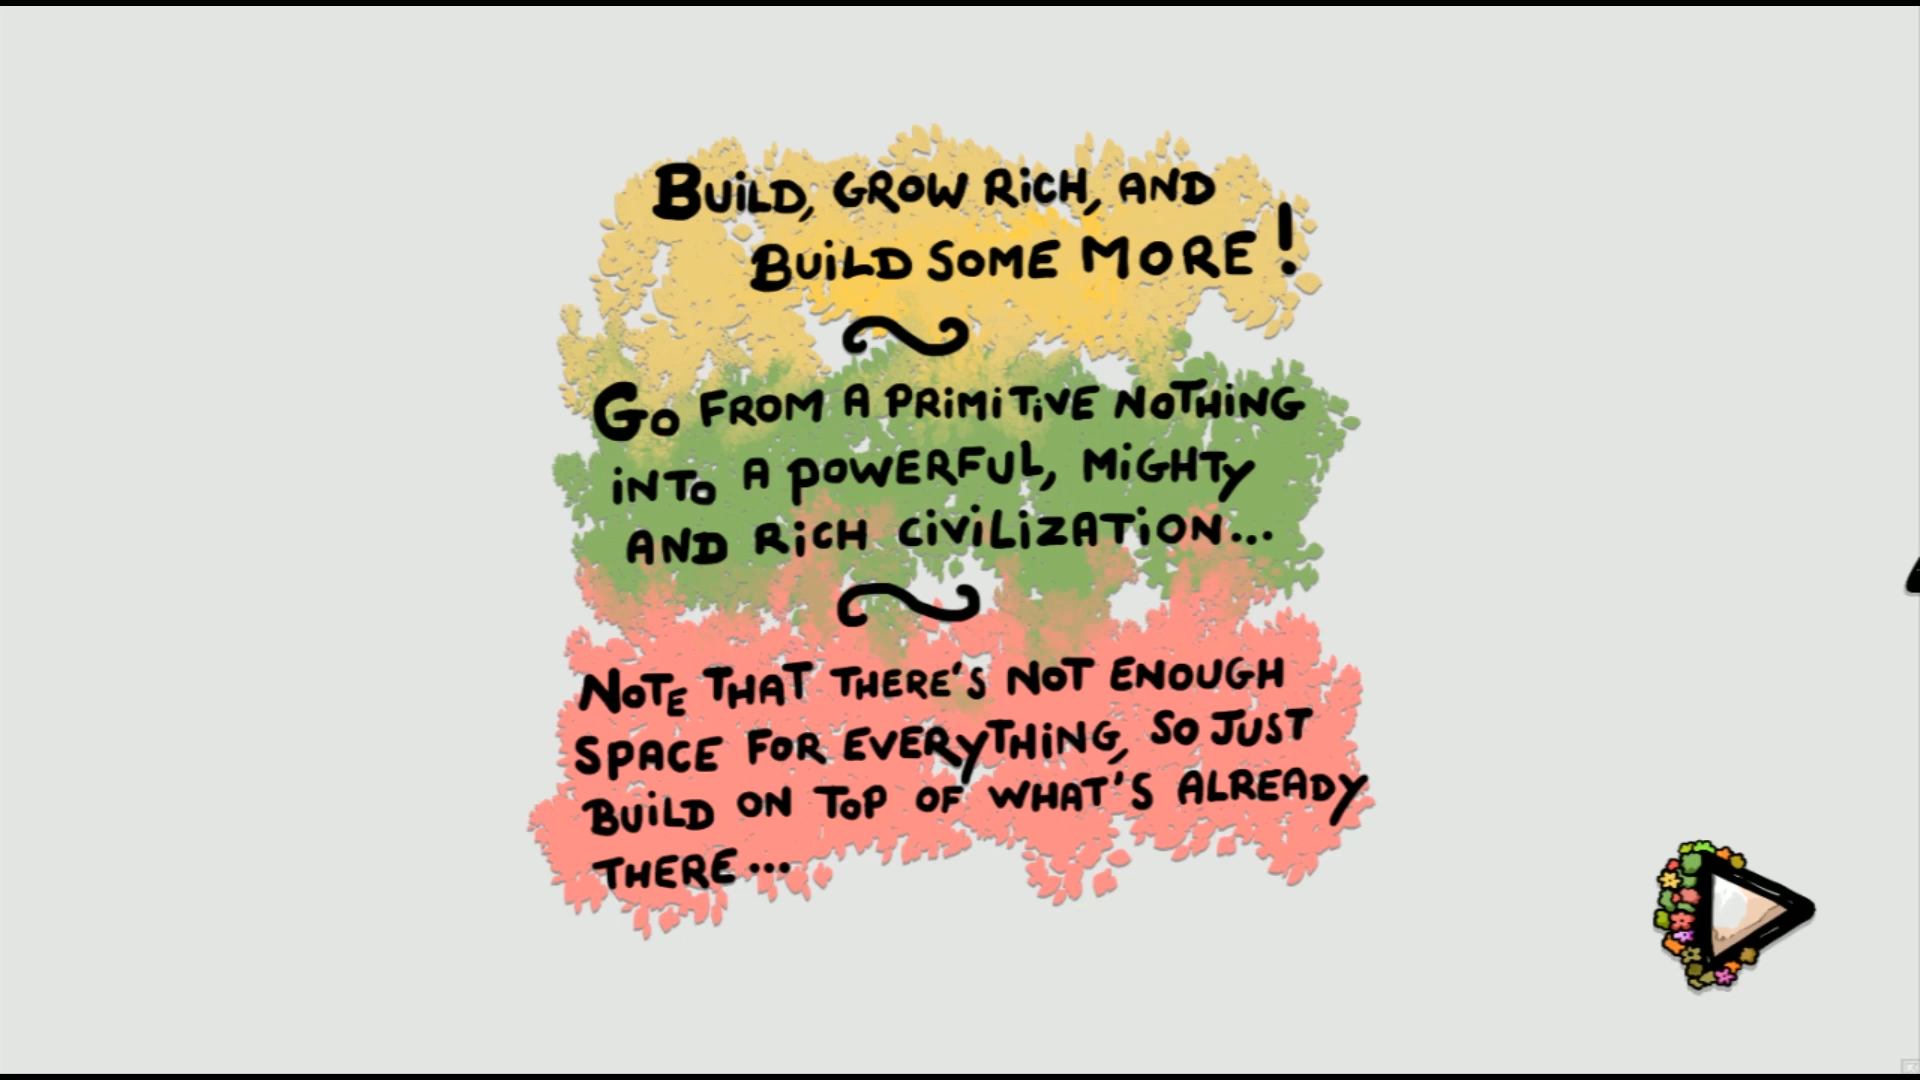 BUiLD, GROW RiCH, AND
BUiLD SOME MORE!
GO FROM A PRiMiTiVE NOTHiNG
iNTO A POWERFUL, MiGHTY
AND RiCH CiViLiZATiON...
NOTE THAT THERE'S NOT ENOUGH
SPACE FOR EVERYTHiNG, SO JUST
BUiLD ON TOP OF WHAT'S ALREADY
THERE...